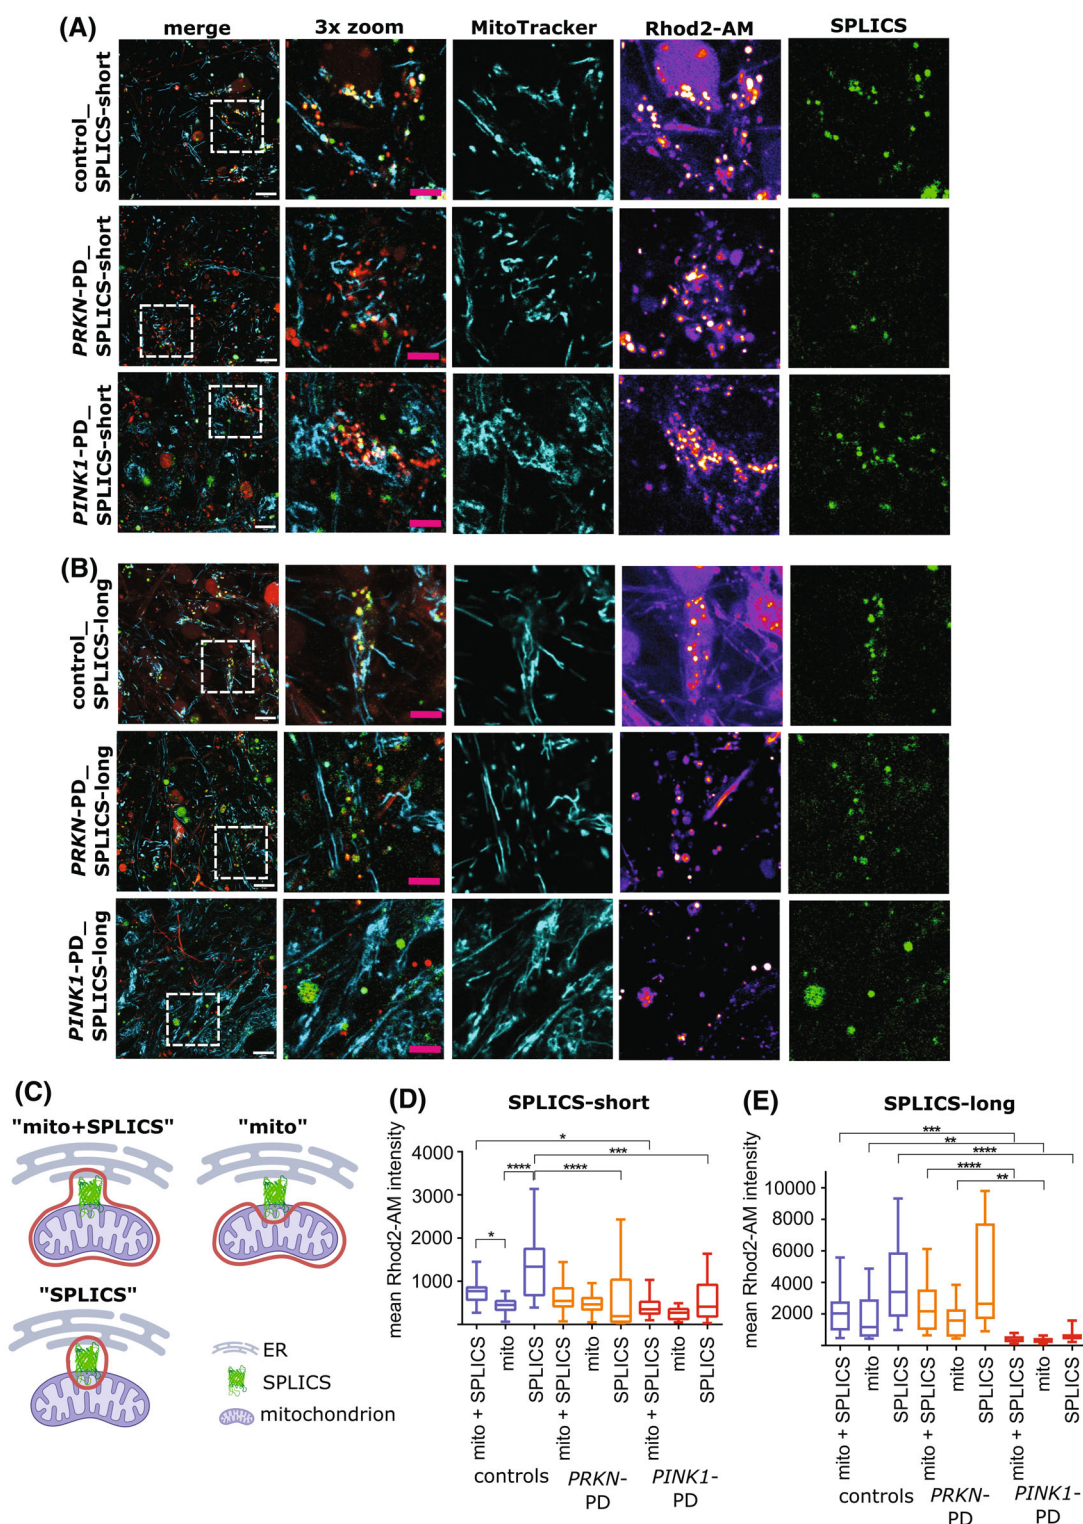 (A)
merge
3x zoom
MitoTracker
Rhod2-AM
SPLICS
control_
SPLICS-short
PRKN-PD_
SPLICS-short
PINK1-PD_
SPLICS-short
(B)
control_
SPLICS-long
PRKN-PD_
SPLICS-long
PINK1-PD_
SPLICS-long
(C)
"mito+SPLICS"
"mito"
"SPLICS"
ER
SPLICS
mitochondrion
(D)
SPLICS-short
mean Rhod2-AM intensity
4000
3000
2000
1000
*
***
****
****
*
mito + SPLICS
mito
SPLICS
mito + SPLICS
mito
SPLICS
mito + SPLICS
mito
SPLICS
controls
PRKN-
PD
PINK1-
PD
(E)
SPLICS-long
mean Rhod2-AM intensity
10000
8000
6000
4000
2000
***
**
****
****
**
mito + SPLICS
mito
SPLICS
mito + SPLICS
mito
SPLICS
mito + SPLICS
mito
SPLICS
controls
PRKN-
PD
PINK1-
PD